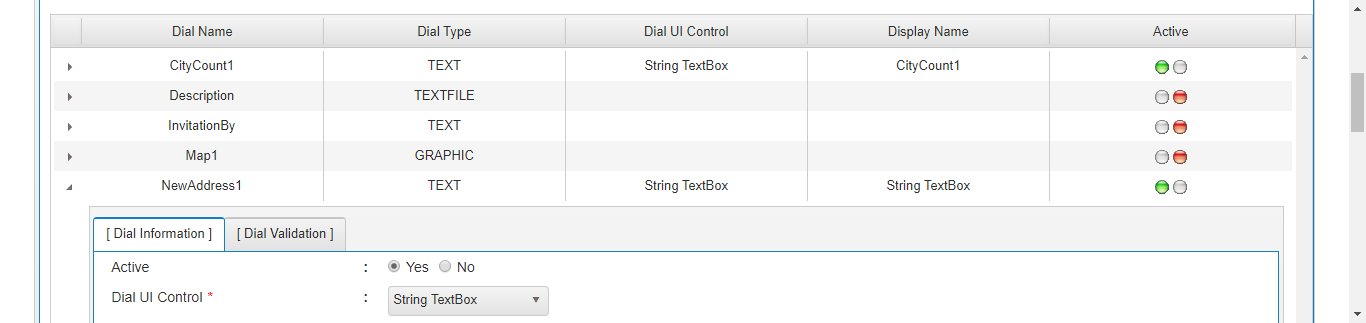 Dial Name Dial Type Dial UI Control Display Name Active
CityCount1 TEXT String TextBox CityCount1
Description TEXTFILE
InvitationBy TEXT
Map1 GRAPHIC
NewAddress1 TEXT String TextBox String TextBox
[ Dial Information ] [ Dial Validation ]
Active : Yes No
Dial UI Control * : String TextBox